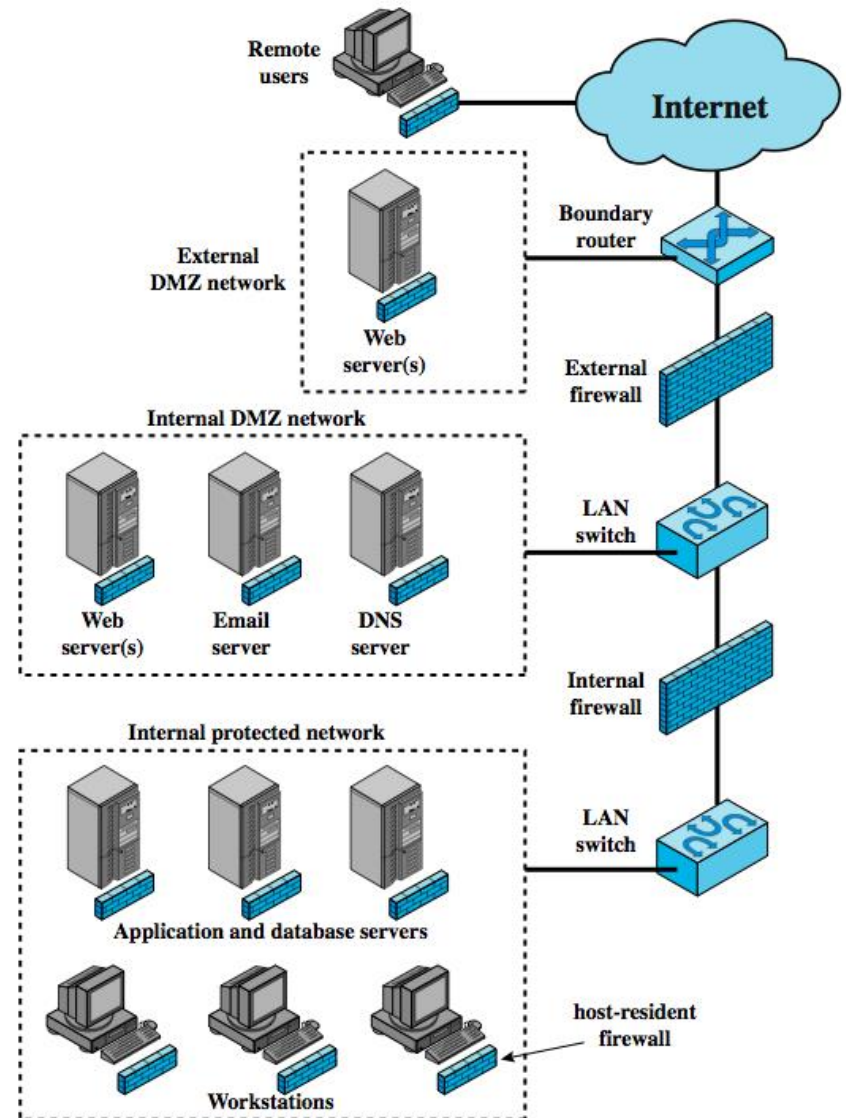 Remote
users
Internet
Boundary
router
External
DMZ network
Web
server(s)
External
firewall
Internal DMZ network
LAN
switch
Web
server(s)
Email
server
DNS
server
Internal
firewall
Internal protected network
LAN
switch
Application and database servers
host-resident
firewall
Workstations